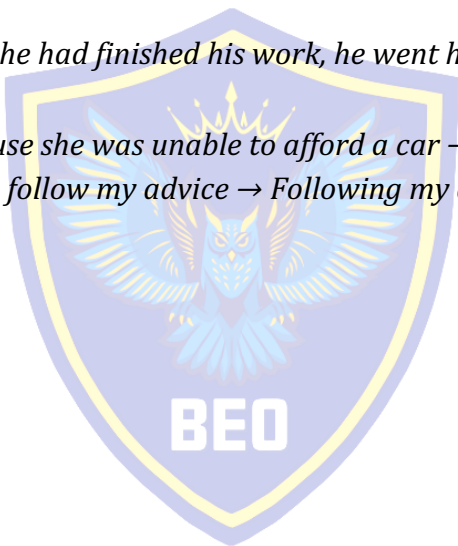 he had finished his work, he went h
use she was unable to afford a car →
follow my advice → Following my
BEO